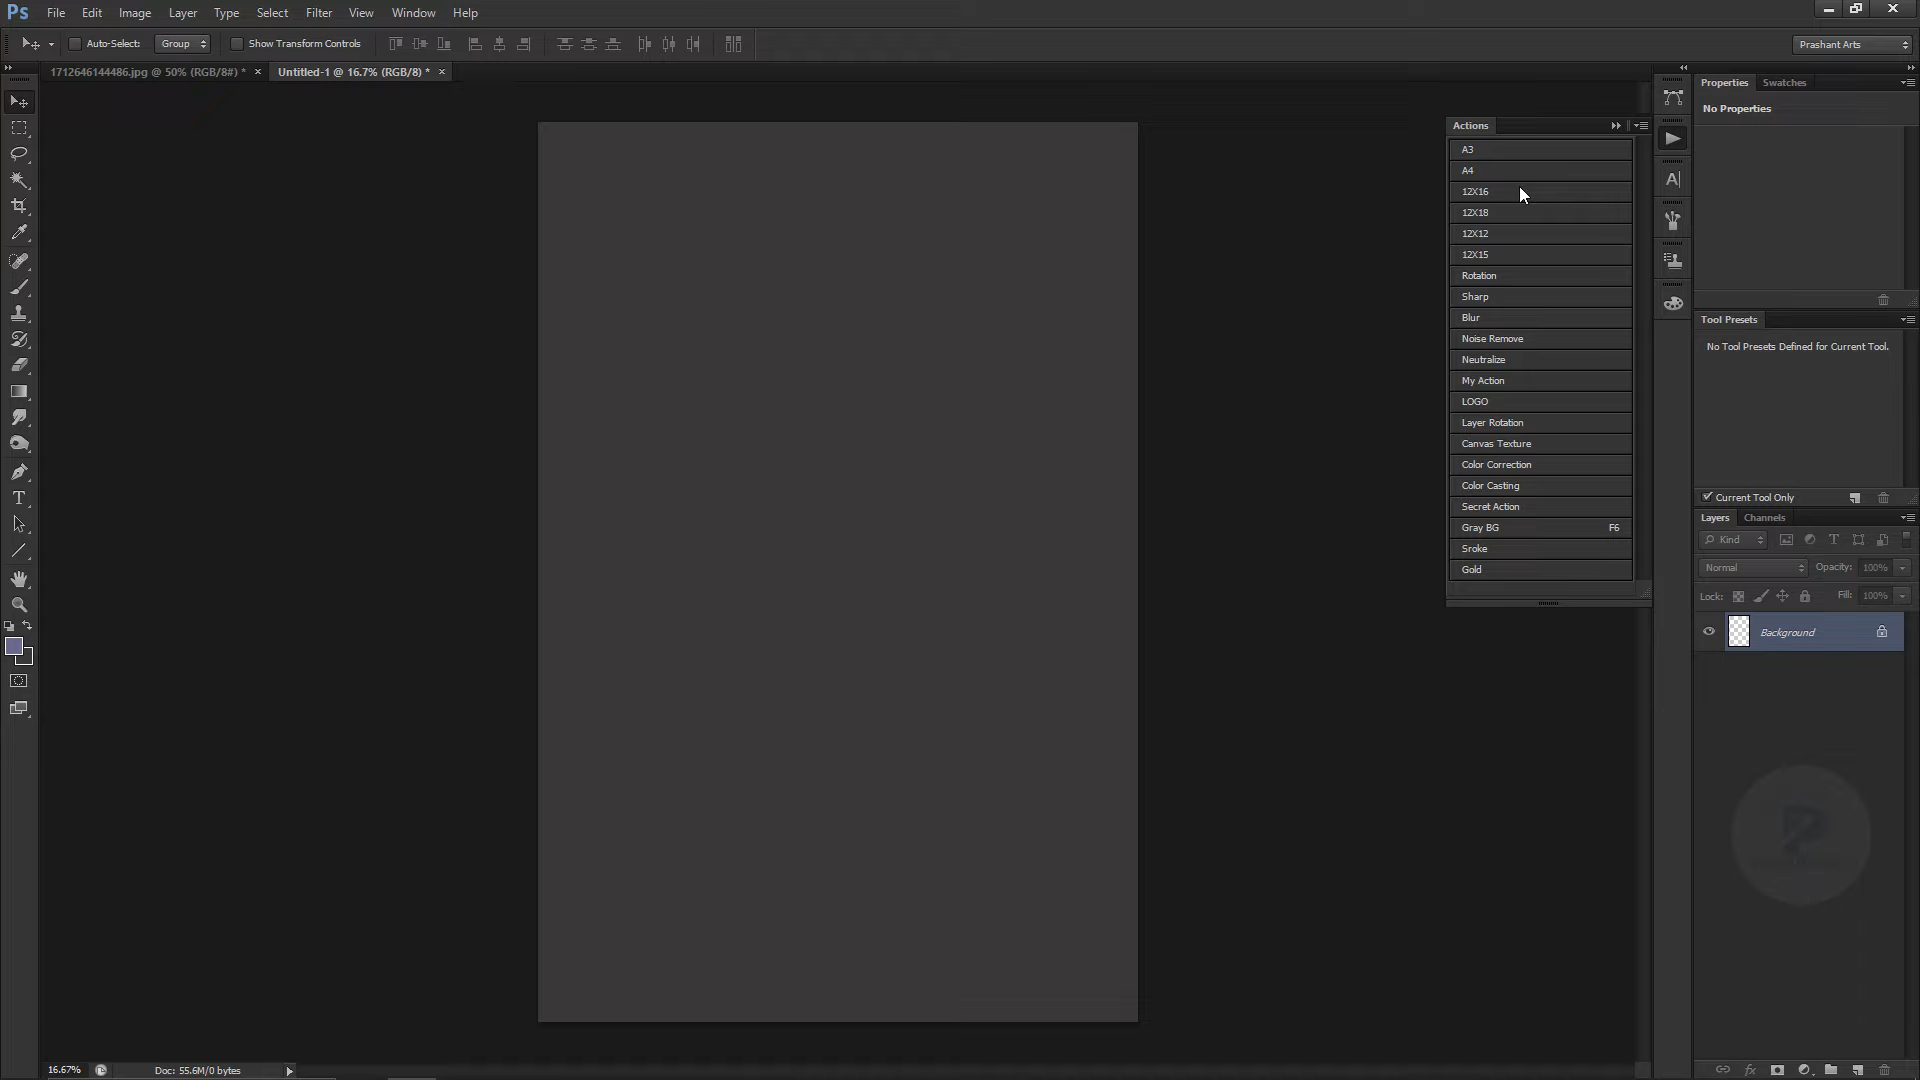 Ps File Edit Image Layer Type Select Filter View Window Help
Auto-Select: Group Show Transform Controls Prashant Arts
1712646144486.jpg @ 50% (RGB/8#) * × Untitled-1 @ 16.7% (RGB/8) * ×
Properties Swatches
No Properties
Actions
A3
A4
12X16
12X18
12X12
12X15
Rotation
Sharp
Blur
Noise Remove
Neutralize
My Action
LOGO
Layer Rotation
Canvas Texture
Color Correction
Color Casting
Secret Action
Gray BG F6
Sroke
Gold
Tool Presets
No Tool Presets Defined for Current Tool.
Current Tool Only
Layers Channels
Kind
Normal Opacity: 100%
Lock: Fill: 100%
Background
16.67% Doc: 55.6M/0 bytes